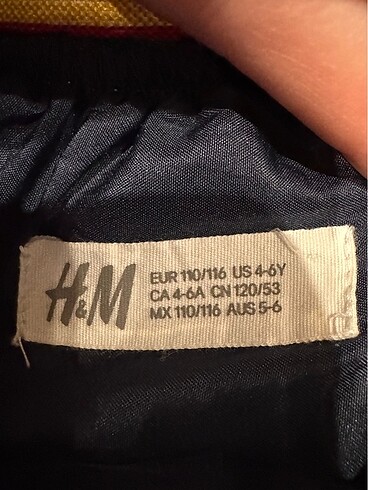 H&M
EUR 110/116 US 4-6Y
CA 4-6A CN 120/53
MX 110/116 AUS 5-6